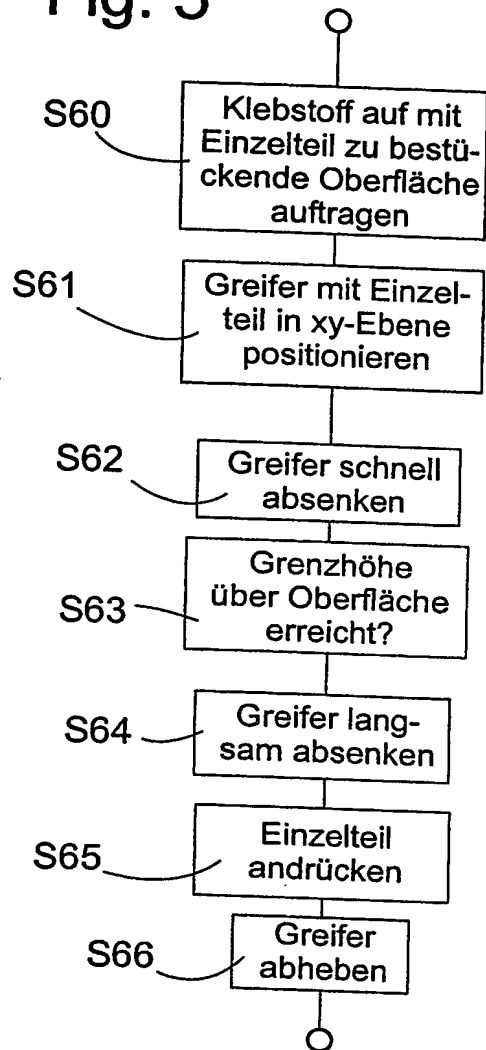 Fig. 5
S60
Klebstoff auf mit
Einzelteil zu bestü-
ckende Oberfläche
auftragen
S61
Greifer mit Einzel-
teil in xy-Ebene
positionieren
S62
Greifer schnell
absenken
S63
Grenzhöhe
über Oberfläche
erreicht?
S64
Greifer lang-
sam absenken
S65
Einzelteil
andrücken
S66
Greifer
abheben